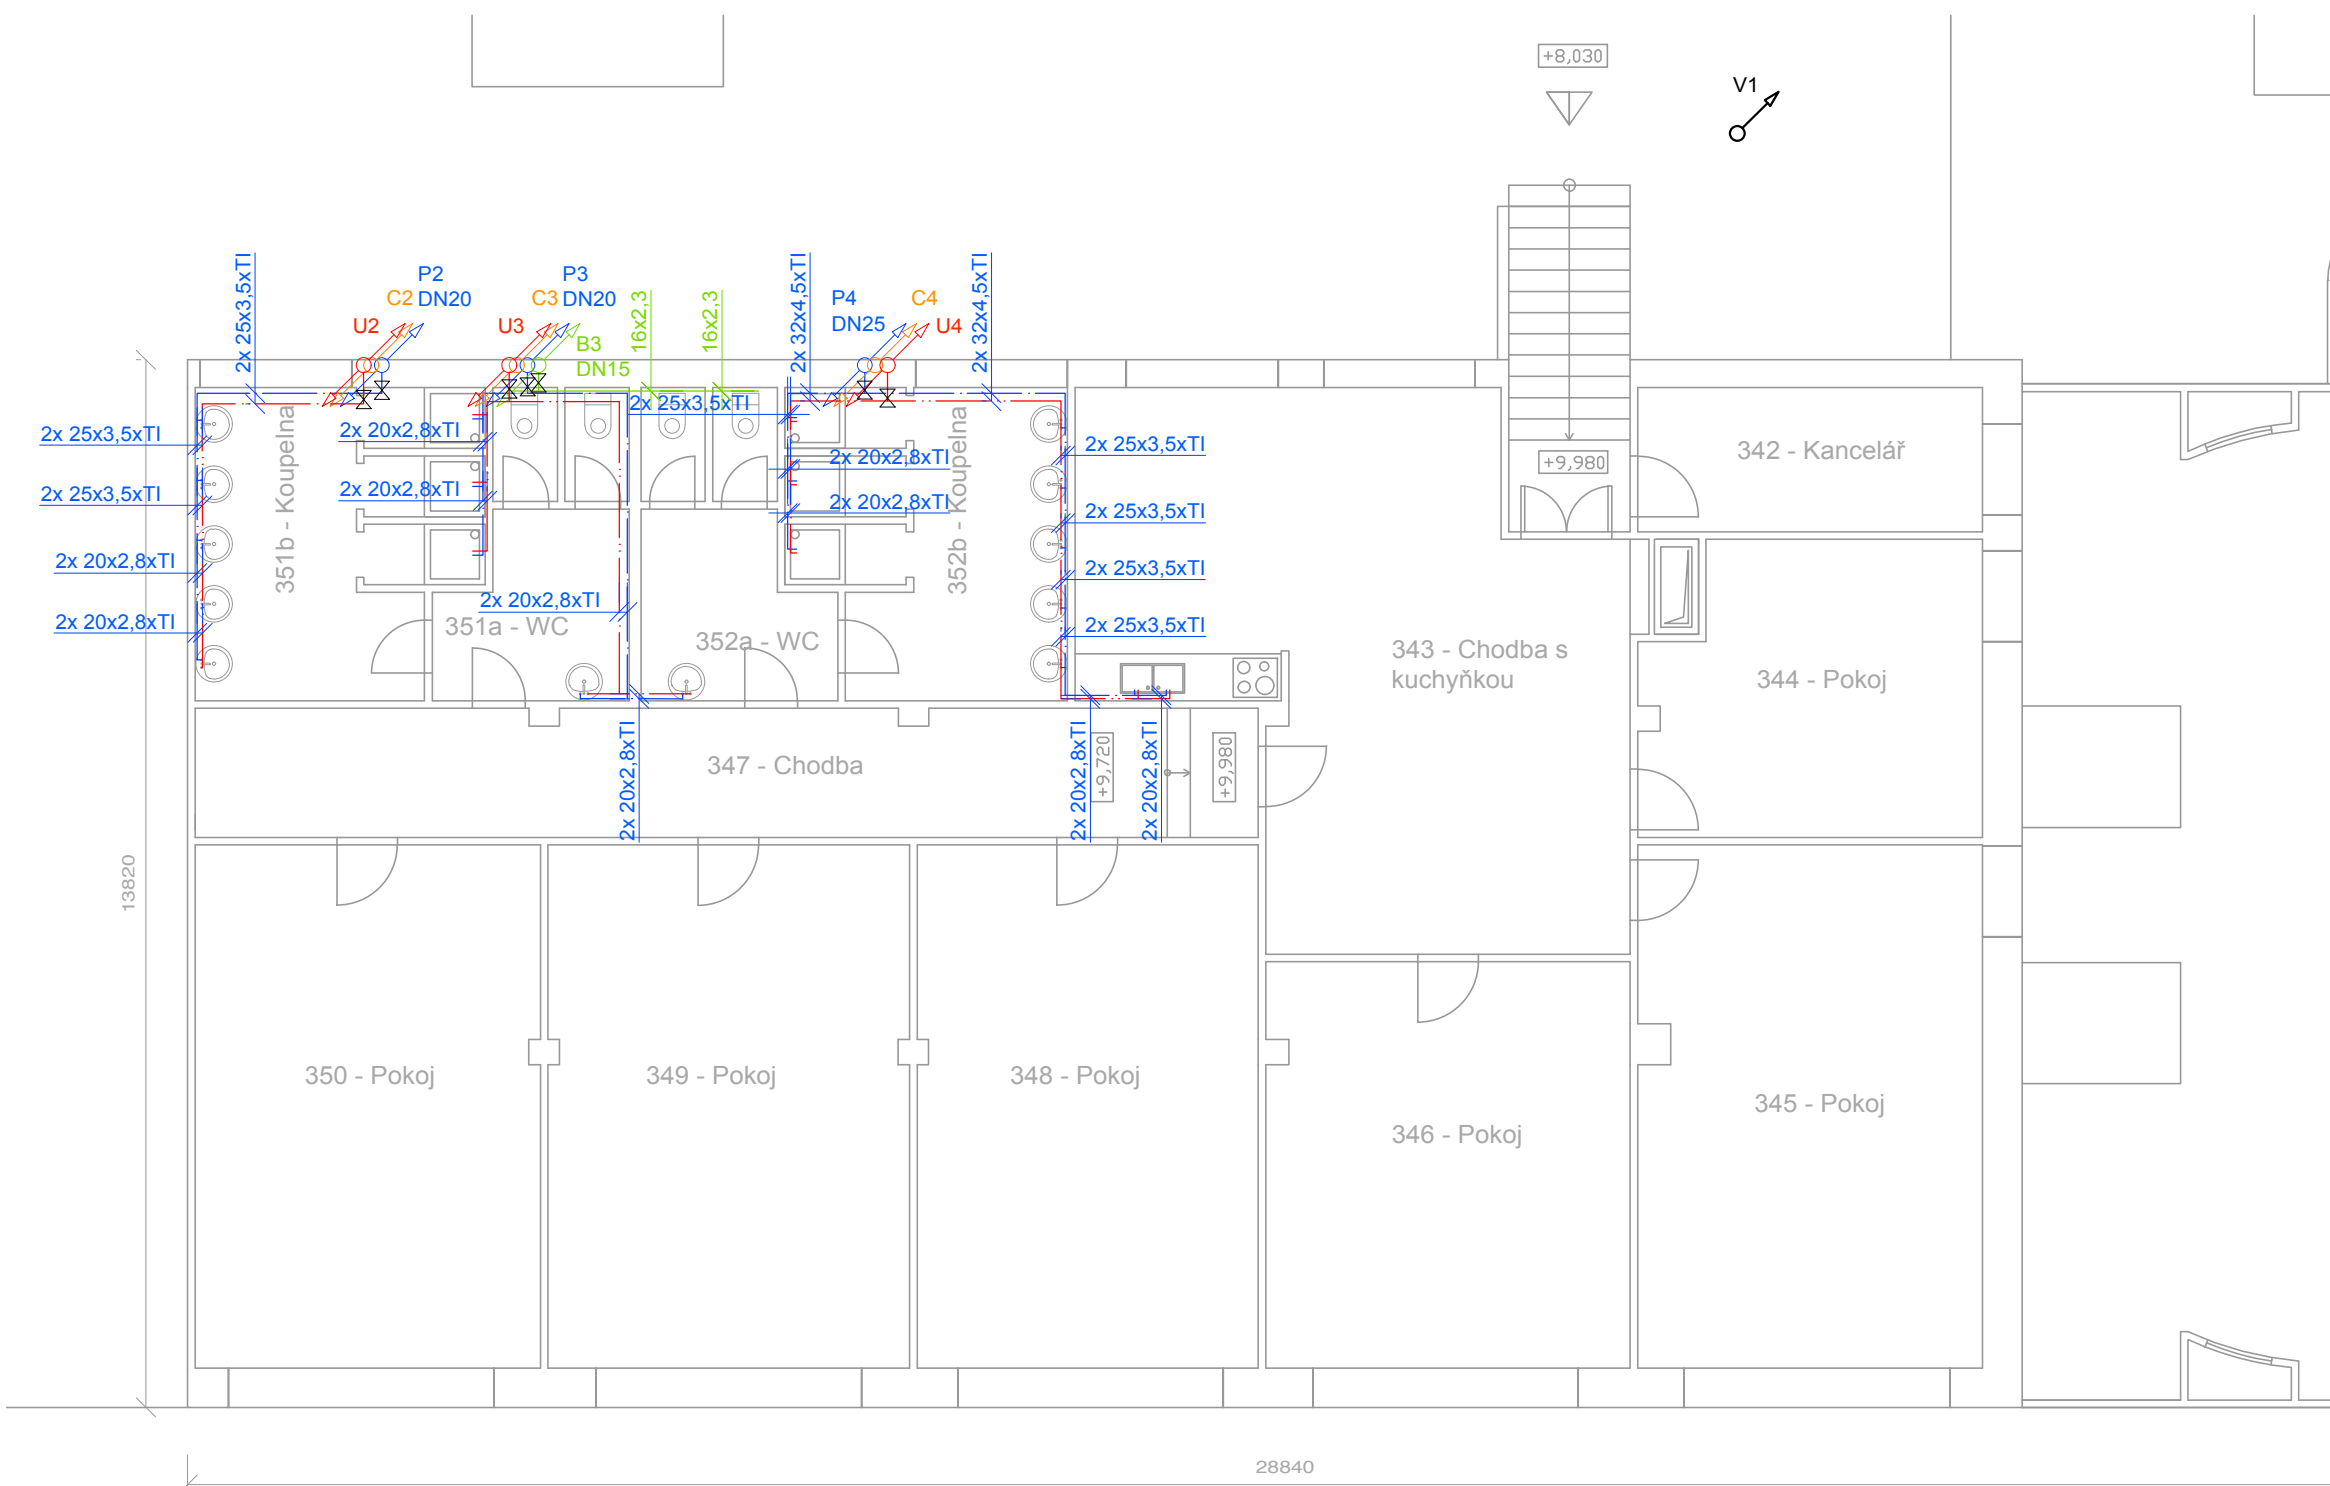 +8,030
V1
2x 25x3,5xTI
P2
DN20
C2
U2
P3
DN20
C3
U3
B3
DN15
16x2,3
16x2,3
2x 32x4,5xTI
P4
DN25
C4
U4
2x 32x4,5xTI
2x 25x3,5xTI
2x 25x3,5xTI
2x 20x2,8xTI
2x 20x2,8xTI
351b - Koupelna
2x 20x2,8xTI
2x 20x2,8xTI
2x 25x3,5xTI
2x 20x2,8xTI
2x 20x2,8xTI
352b - Koupelna
2x 25x3,5xTI
2x 25x3,5xTI
2x 25x3,5xTI
2x 25x3,5xTI
+9,980
342 - Kancelář
2x 20x2,8xTI
351a - WC
352a - WC
343 - Chodba s
kuchyňkou
344 - Pokoj
2x 20x2,8xTI
347 - Chodba
2x 20x2,8xTI
+9,720
2x 20x2,8xTI
+9,980
13820
350 - Pokoj
349 - Pokoj
348 - Pokoj
346 - Pokoj
345 - Pokoj
28840